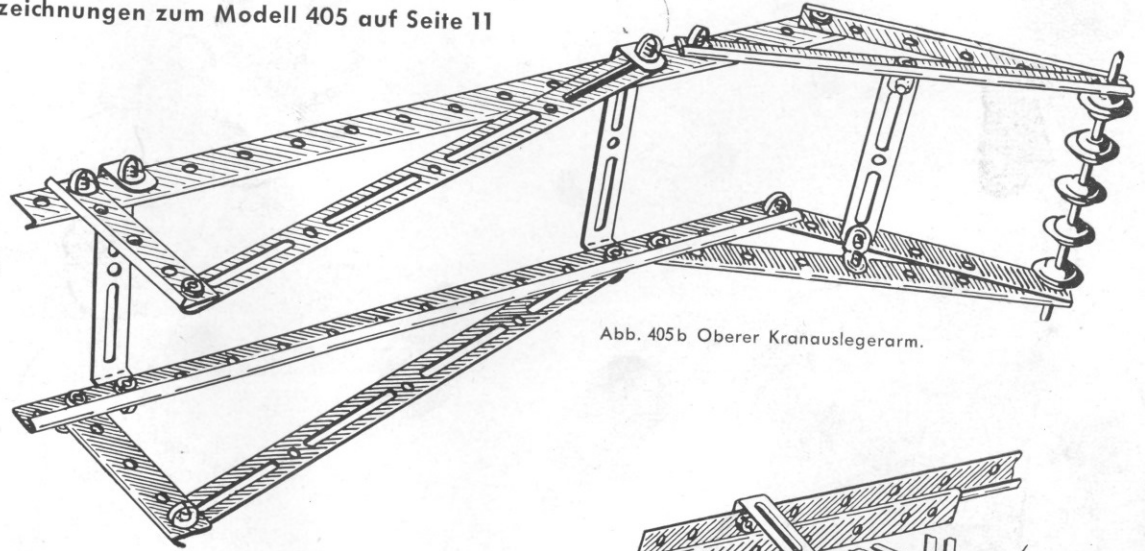 zeichnungen zum Modell 405 auf Seite 11
Abb. 405b Oberer Kranauslegerarm.